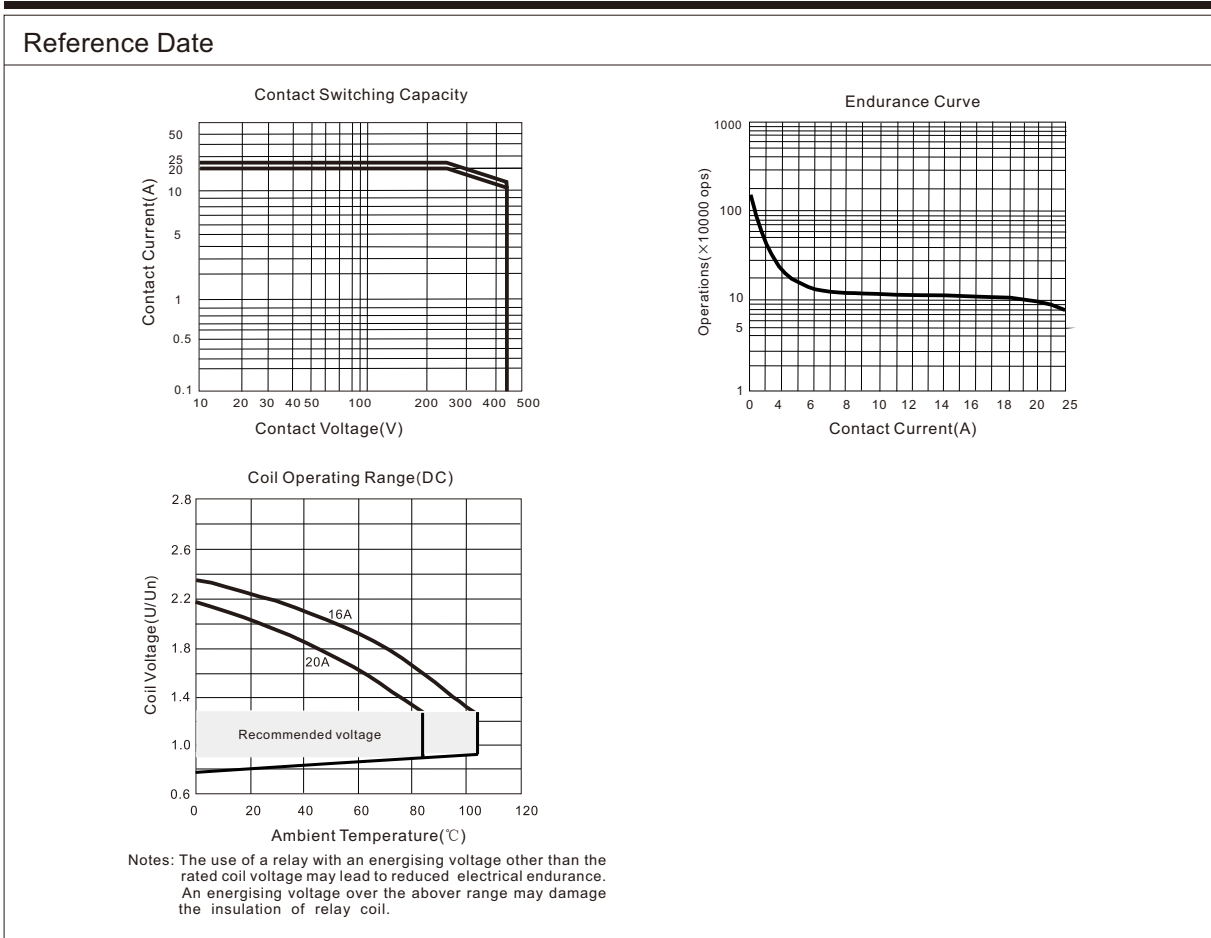 Reference Date
Contact Switching Capacity
Contact Current(A)
50
25
20
10
5
1
0.5
0.1
10 20 30 40 50 100 200 300 400 500
Contact Voltage(V)
Endurance Curve
Operations(×10000 ops)
1000
100
10
5
1
0 4 6 8 10 12 14 16 18 20 25
Contact Current(A)
Coil Operating Range(DC)
Coil Voltage(U/Un)
2.8
2.6
2.2
1.8
1.4
1.0
0.6
16A
20A
Recommended voltage
0 20 40 60 80 100 120
Ambient Temperature(℃)
Notes: The use of a relay with an energising voltage other than the
rated coil voltage may lead to reduced electrical endurance.
An energising voltage over the abover range may damage
the insulation of relay coil.